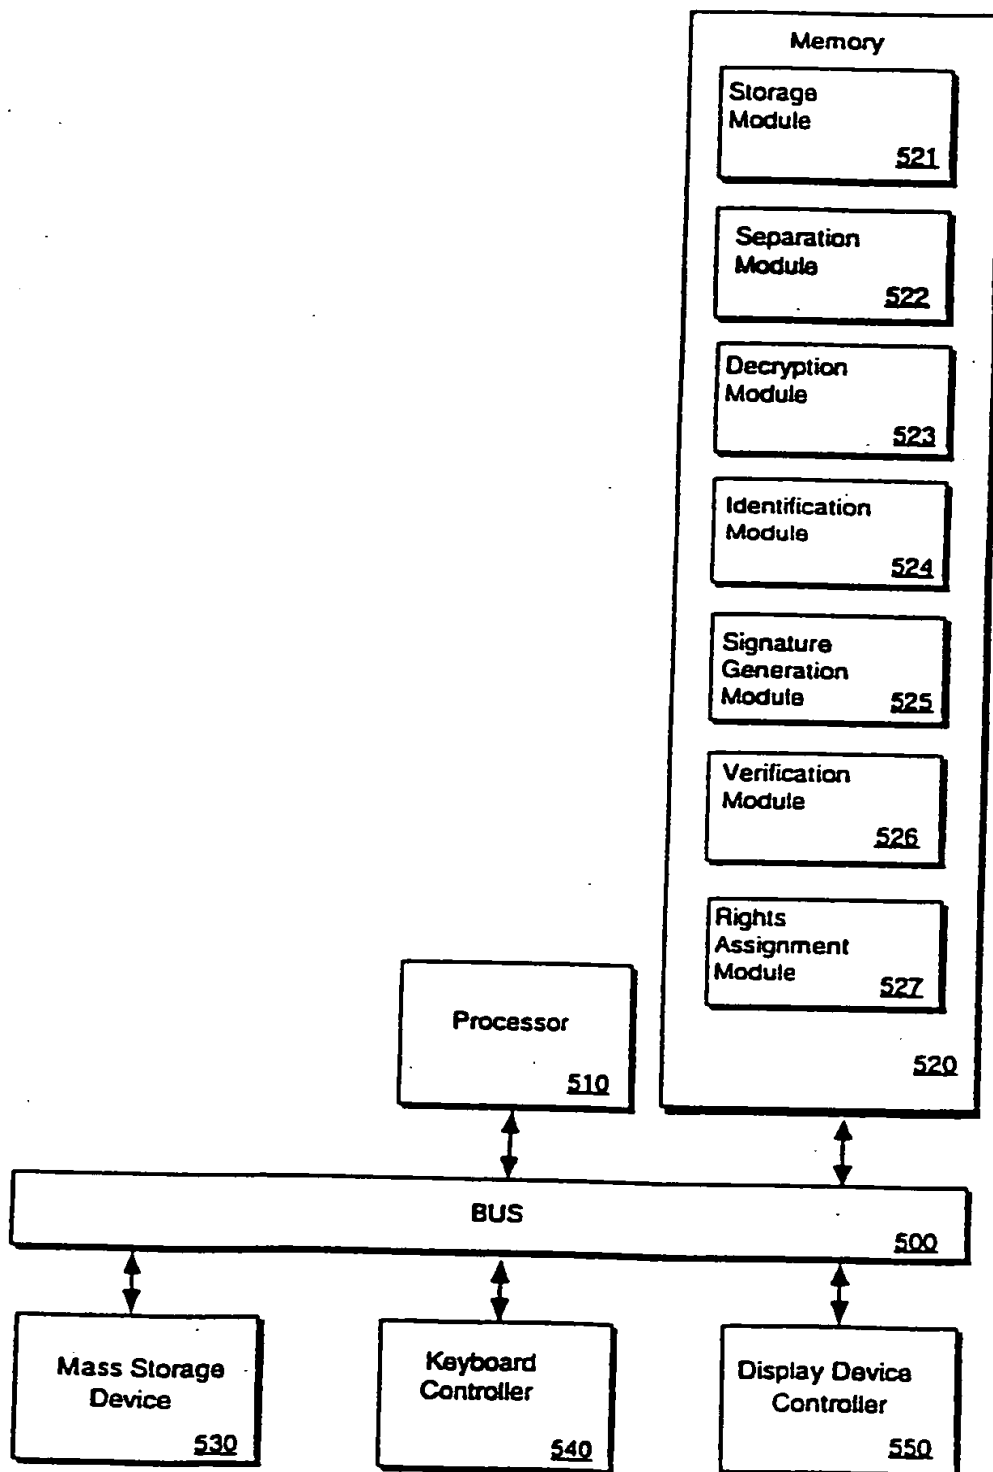 Memory
Storage
Module
521
Separation
Module
522
Decryption
Module
523
Identification
Module
524
Signature
Generation
Module
525
Verification
Module
526
Rights
Assignment
Module
527
520
Processor
510
BUS
500
Mass Storage
Device
530
Keyboard
Controller
540
Display Device
Controller
550